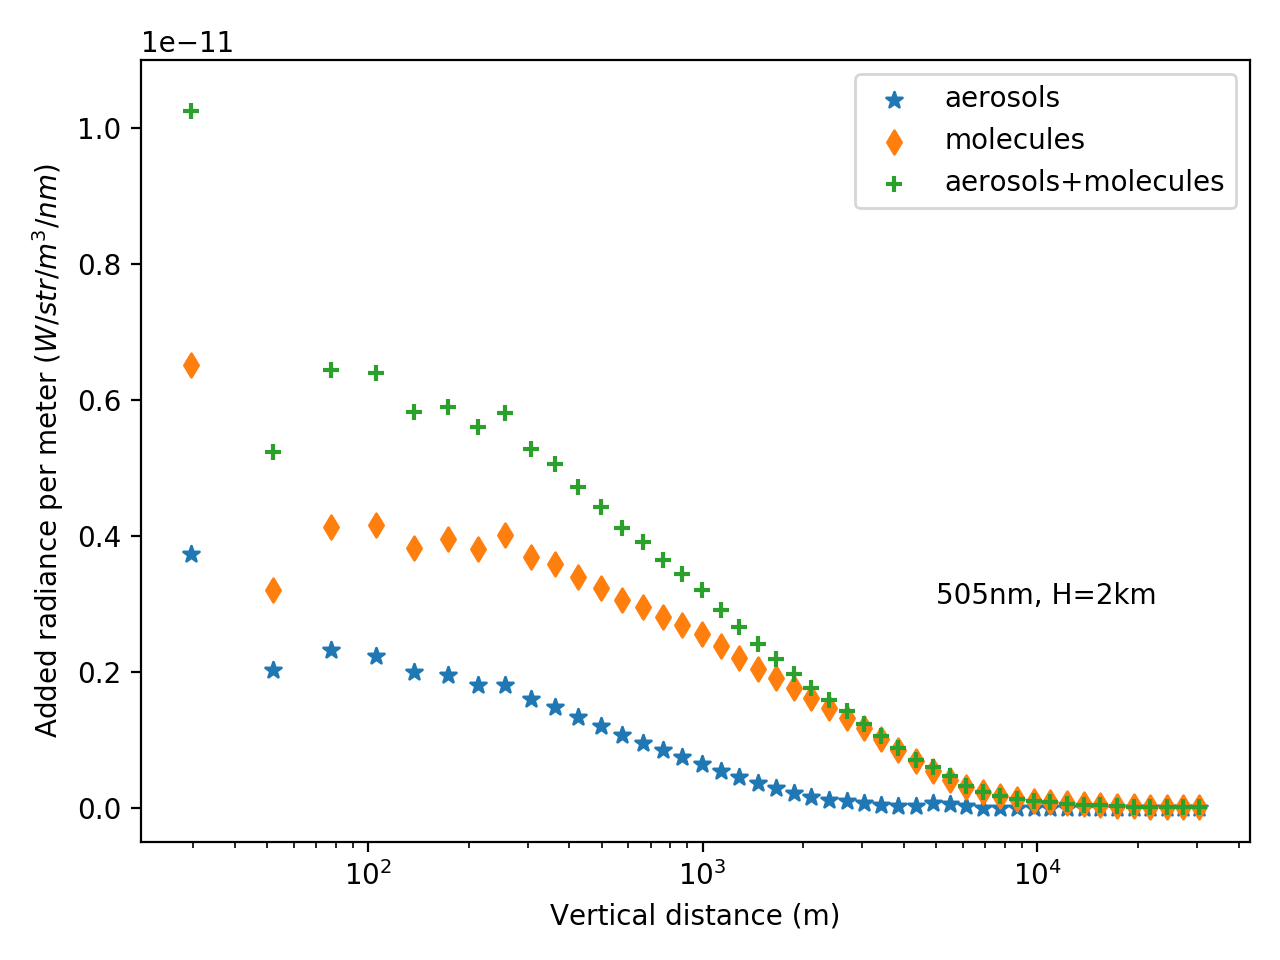 1e−11
aerosols
molecules
aerosols+molecules
1.0
0.8
0.6
0.4
0.2
0.0
Added radiance per meter (W/str/m³/nm)
505nm, H=2km
10² 10³ 10⁴
Vertical distance (m)